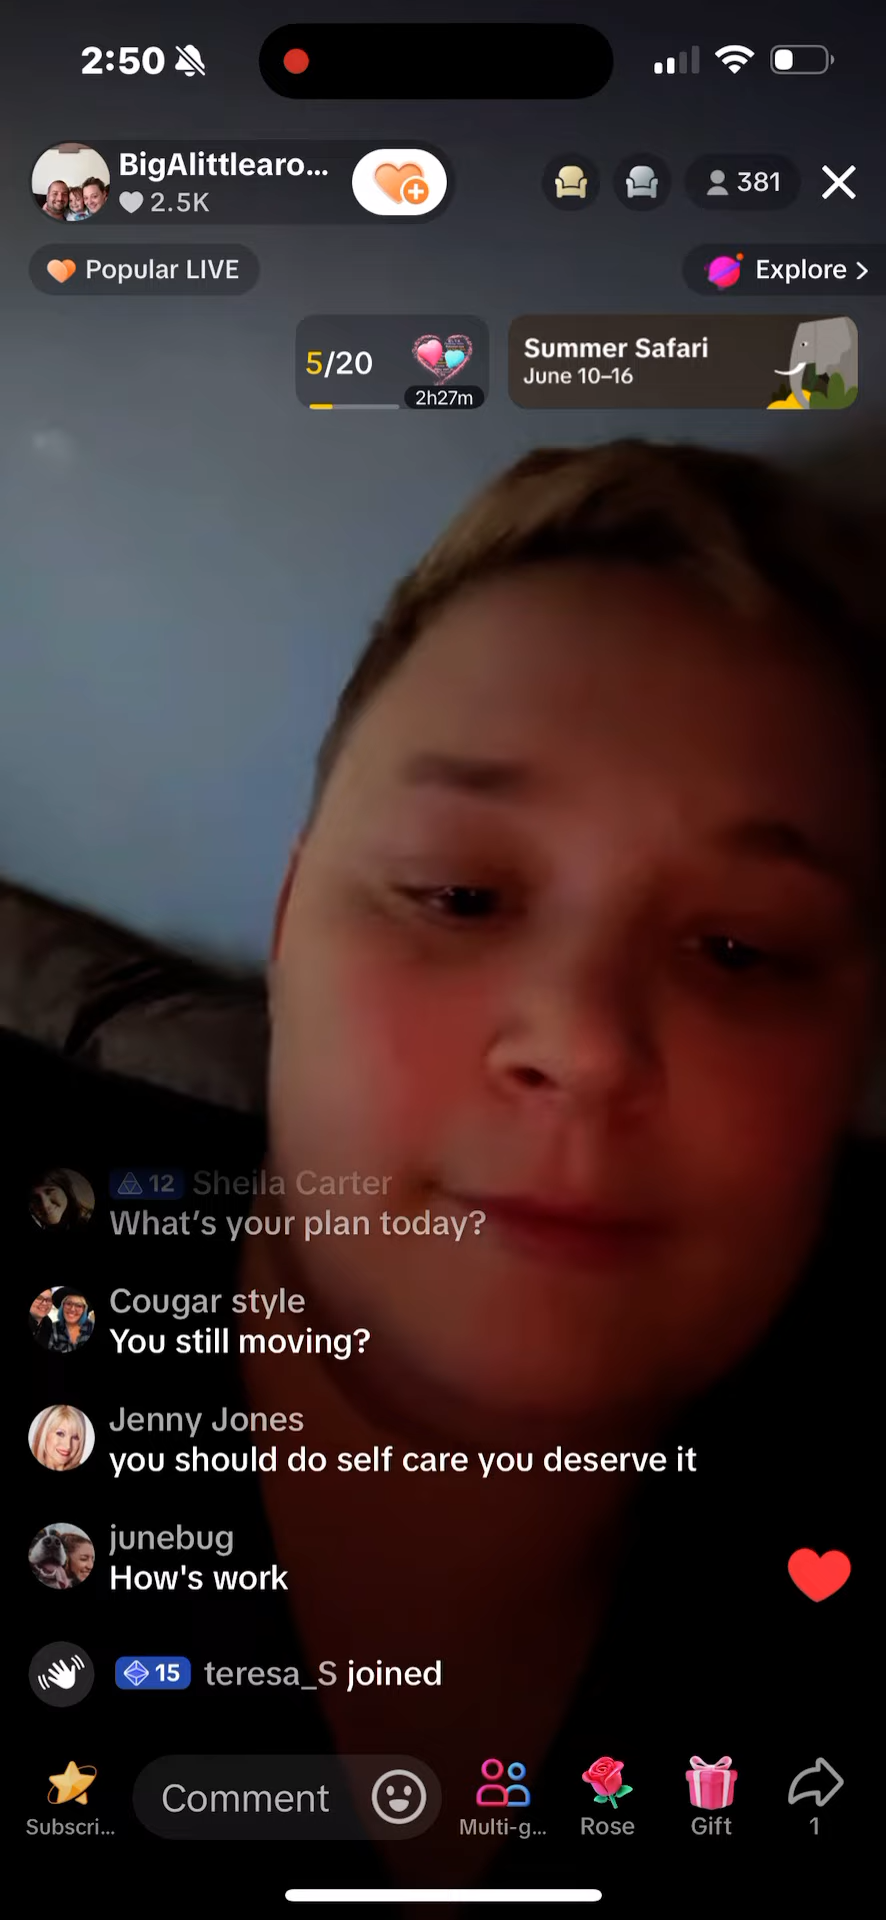 2:50
BigAlittlearo...
2.5K
381
Popular LIVE
Explore >
5/20
2h27m
Summer Safari
June 10–16
12 Sheila Carter
What's your plan today?
Cougar style
You still moving?
Jenny Jones
you should do self care you deserve it
junebug
How's work
15 teresa_S joined
Comment
Subscri...
Multi-g...
Rose
Gift
1